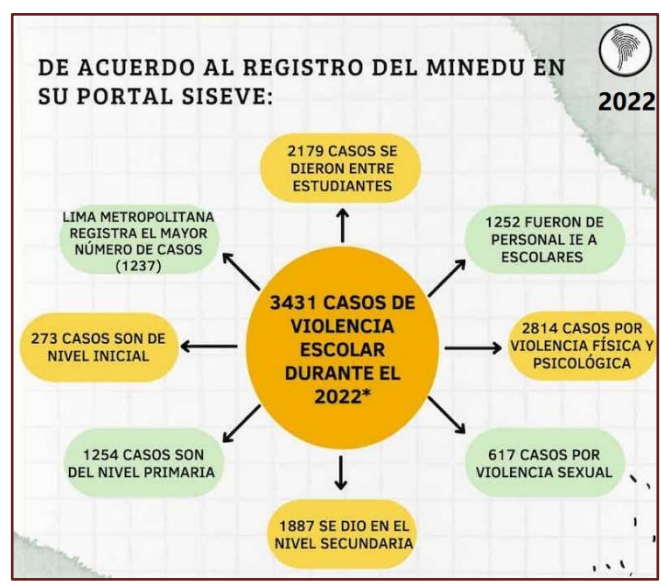 DE ACUERDO AL REGISTRO DEL MINEDU EN
SU PORTAL SISEVE:
2022
2179 CASOS SE
DIERON ENTRE
ESTUDIANTES
LIMA METROPOLITANA
REGISTRA EL MAYOR
NÚMERO DE CASOS
(1237)
1252 FUERON DE
PERSONAL IE A
ESCOLARES
3431 CASOS DE
VIOLENCIA
ESCOLAR
DURANTE EL
2022*
273 CASOS SON DE
NIVEL INICIAL
2814 CASOS POR
VIOLENCIA FÍSICA Y
PSICOLÓGICA
1254 CASOS SON
DEL NIVEL PRIMARIA
617 CASOS POR
VIOLENCIA SEXUAL
1887 SE DIO EN EL
NIVEL SECUNDARIA